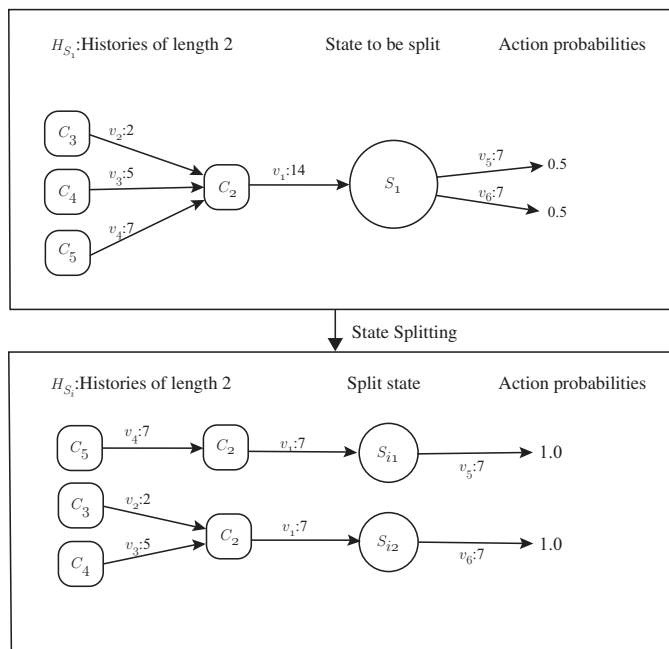 H_{S_1}:Histories of length 2 State to be split Action probabilities
C_3
v_2:2
C_4
v_3:5
C_5
v_4:7
C_2
v_1:14
S_1
v_5:7
0.5
v_6:7
0.5
State Splitting
H_{S_i}:Histories of length 2 Split state Action probabilities
C_5
v_4:7
C_2
v_1:7
S_{i1}
v_5:7
1.0
C_3
v_2:2
C_4
v_3:5
C_2
v_1:7
S_{i2}
v_6:7
1.0